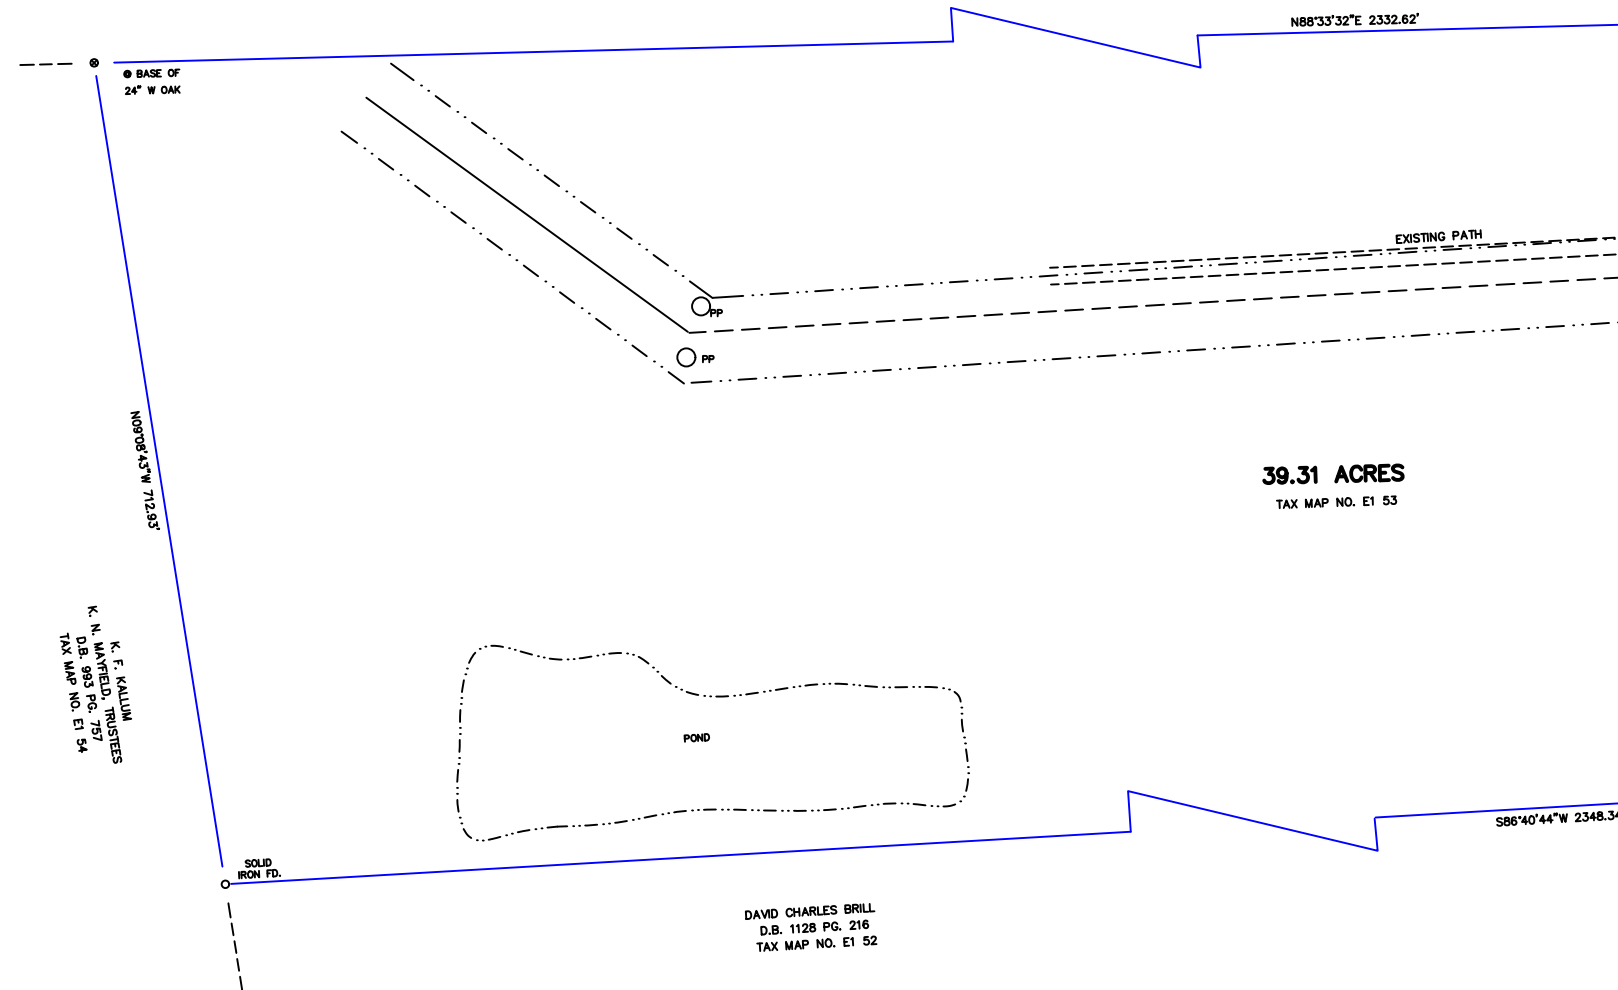 N88°33'32"E 2332.62'
@ BASE OF
24" W OAK
EXISTING PATH
PP
PP
N09°08'43"W 712.93'
39.31 ACRES
TAX MAP NO. E1 53
K. F. KALLUM
K. N. MAYFIELD, TRUSTEES
D.B. 993 PG. 757
TAX MAP NO. E1 54
POND
S86°40'44"W 2348.34
SOLID
IRON FD.
DAVID CHARLES BRILL
D.B. 1128 PG. 216
TAX MAP NO. E1 52